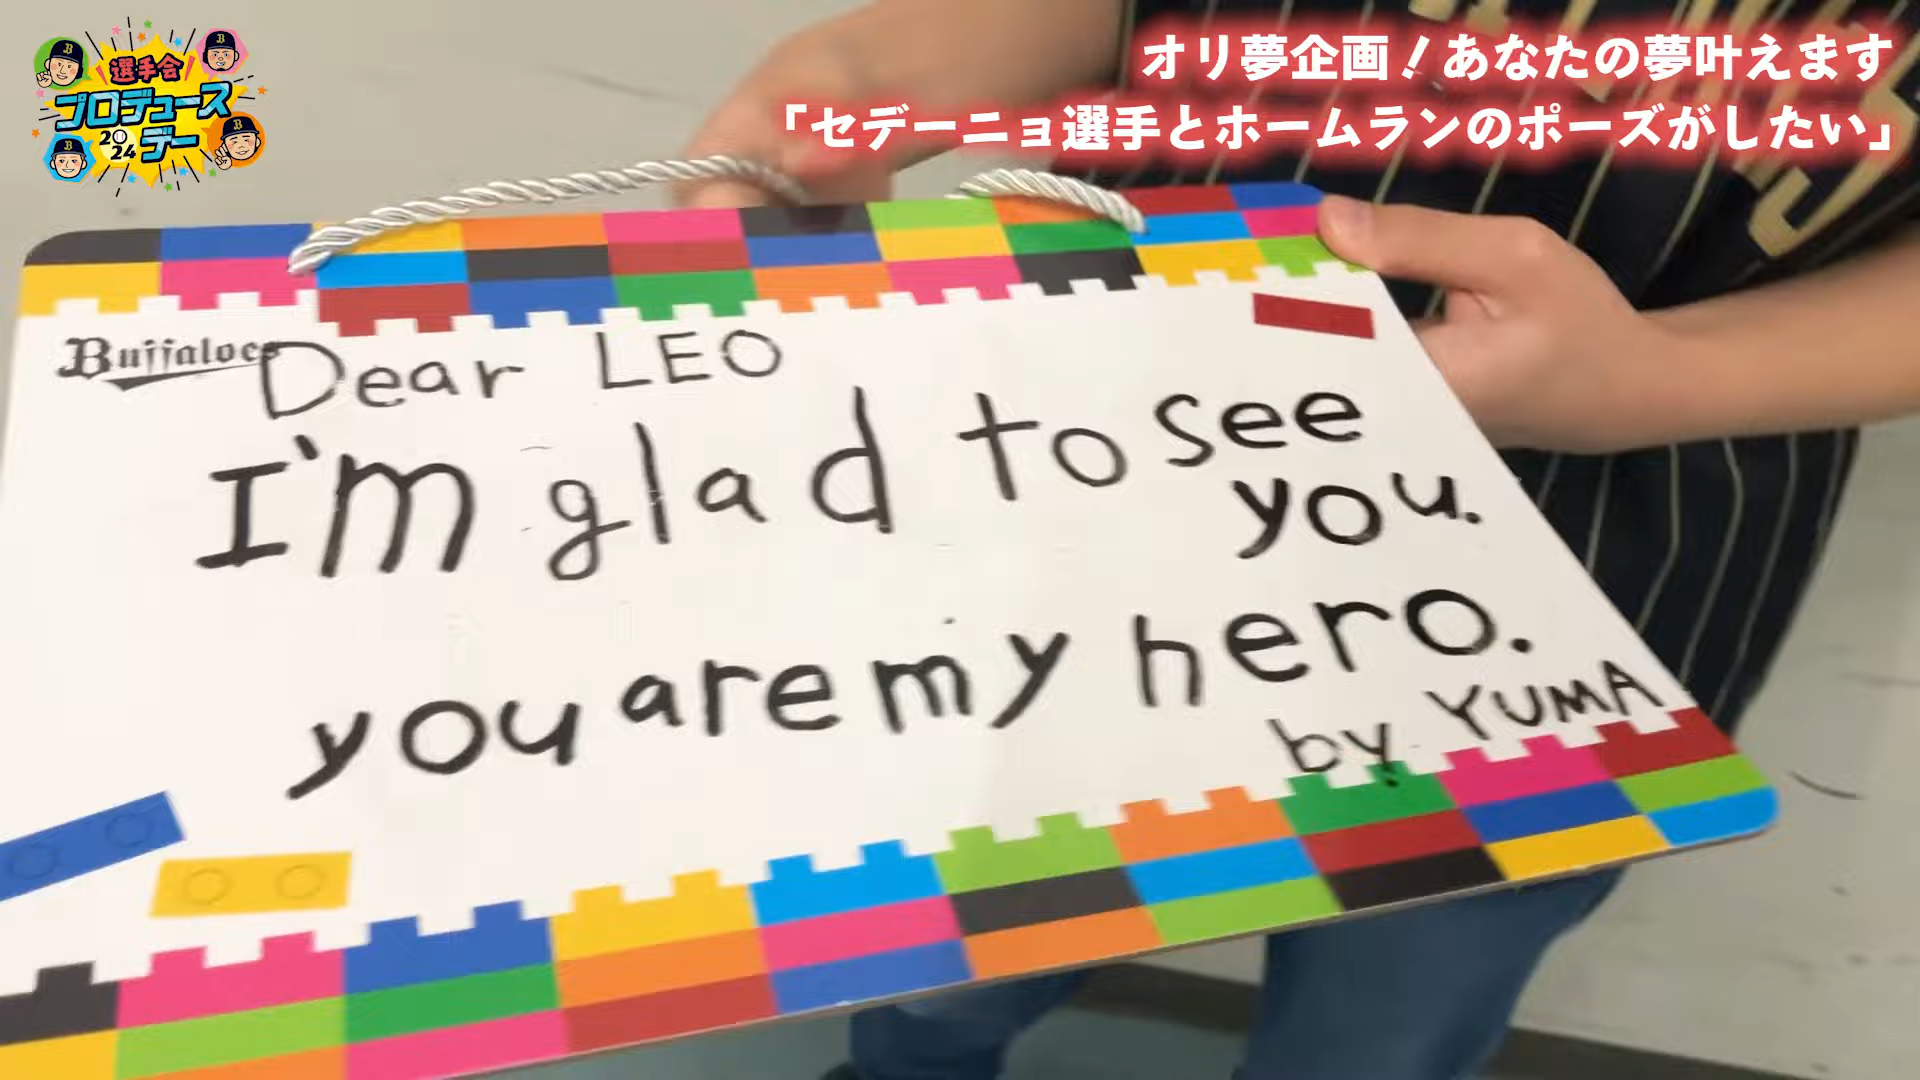 選手会
プロデュース
デー
2024
オリ夢企画！あなたの夢叶えます
「セデーニョ選手とホームランのポーズがしたい」
Buffaloes
Dear LEO
I'm glad to see
you.
you are my hero.
by. YUMA